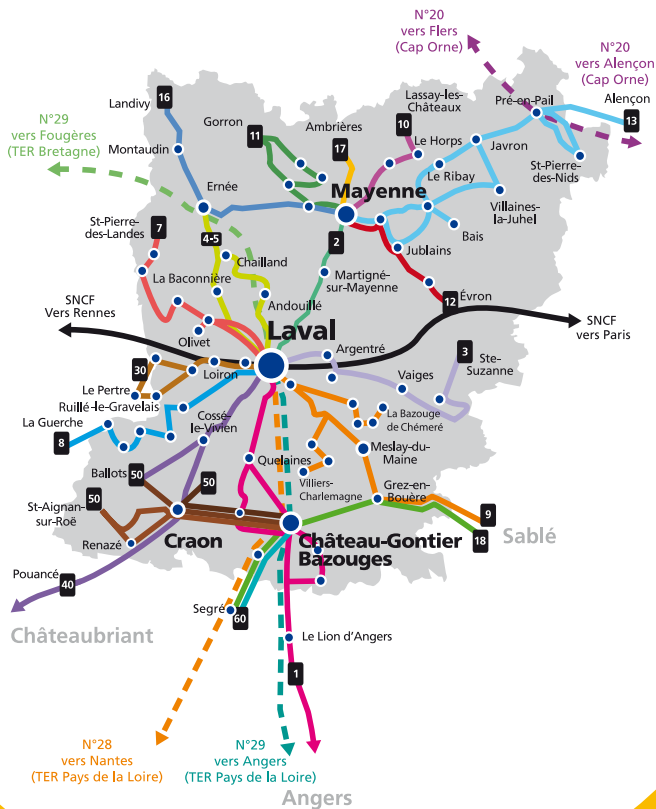 N°20
vers Flers
(Cap Orne)
N°20
vers Alençon
(Cap Orne)
N°29
vers Fougères
(TER Bretagne)
16
Landivy
Gorron
11
Ambrières
17
Lassay-les-
Châteaux
10
Le Horps
Pré-en-Pail
Alençon
13
Montaudin
Javron
St-Pierre-
des-Nids
Le Ribay
Ernée
Mayenne
Villaines-
la-Juhel
St-Pierre-
des-Landes
7
4-5
2
Bais
Jublains
Chailland
La Baconnière
Martigné-
sur-Mayenne
Andouillé
12
Évron
SNCF
Vers Rennes
Laval
SNCF
vers Paris
Olivet
Argentré
3
Ste-
Suzanne
30
Loiron
Vaiges
Le Pertre
Ruillé-le-Gravelais
La Guerche
8
Cossé-
le-Vivien
La Bazouge
de Chémeré
Meslay-du-
Maine
Quelaines
Ballots
50
50
Villiers-
Charlemagne
50
St-Aignan-
sur-Roë
Grez-en-
Bouère
9
18
Sablé
Renazé
Craon
Château-Gontier
Bazouges
Pouancé
40
Châteaubriant
Segré
60
Le Lion d'Angers
1
N°28
vers Nantes
(TER Pays de la Loire)
N°29
vers Angers
(TER Pays de la Loire)
Angers